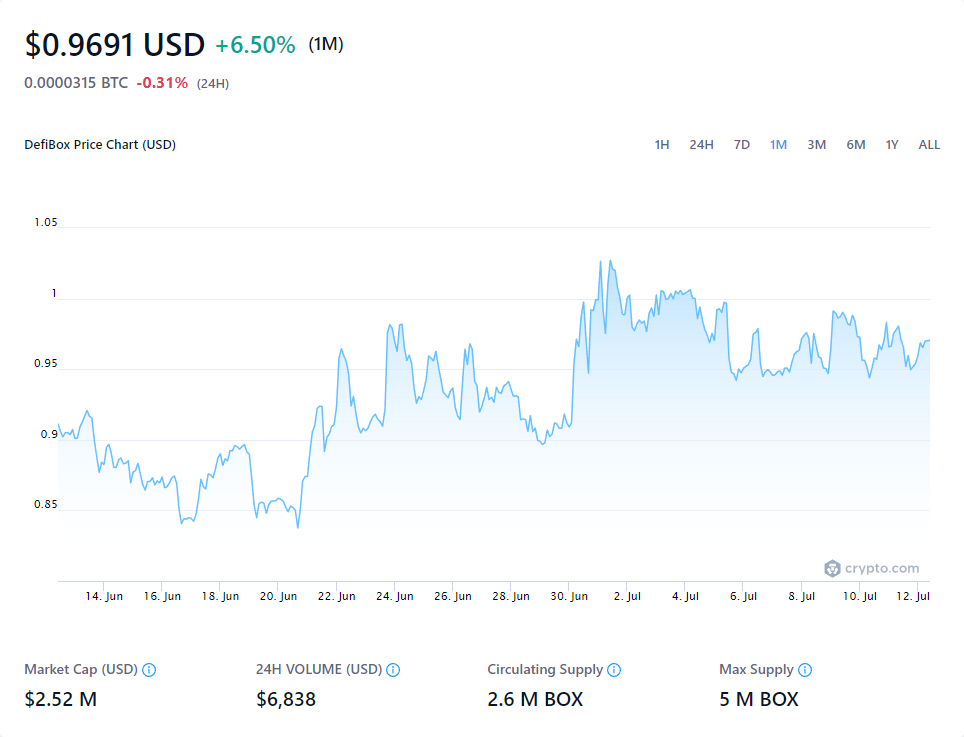 $0.9691 USD +6.50% (1M)
0.0000315 BTC -0.31% (24H)
DefiBox Price Chart (USD) 1H 24H 7D 1M 3M 6M 1Y ALL
1.05
1
0.95
0.9
0.85
crypto.com
14. Jun 16. Jun 18. Jun 20. Jun 22. Jun 24. Jun 26. Jun 28. Jun 30. Jun 2. Jul 4. Jul 6. Jul 8. Jul 10. Jul 12. Jul
Market Cap (USD) 24H VOLUME (USD) Circulating Supply Max Supply
$2.52 M $6,838 2.6 M BOX 5 M BOX